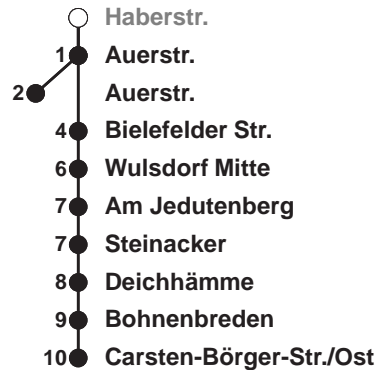 Haberstr.
1 Auerstr.
2 Auerstr.
4 Bielefelder Str.
6 Wulsdorf Mitte
7 Am Jedutenberg
7 Steinacker
8 Deichhämme
9 Bohnenbreden
10 Carsten-Börger-Str./Ost